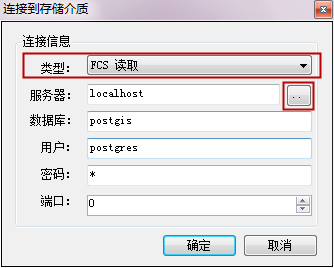 连接到存储介质
连接信息
类型: FCS 读取
服务器: localhost ..
数据库: postgis
用户: postgres
密码: *
端口: 0
确定 取消